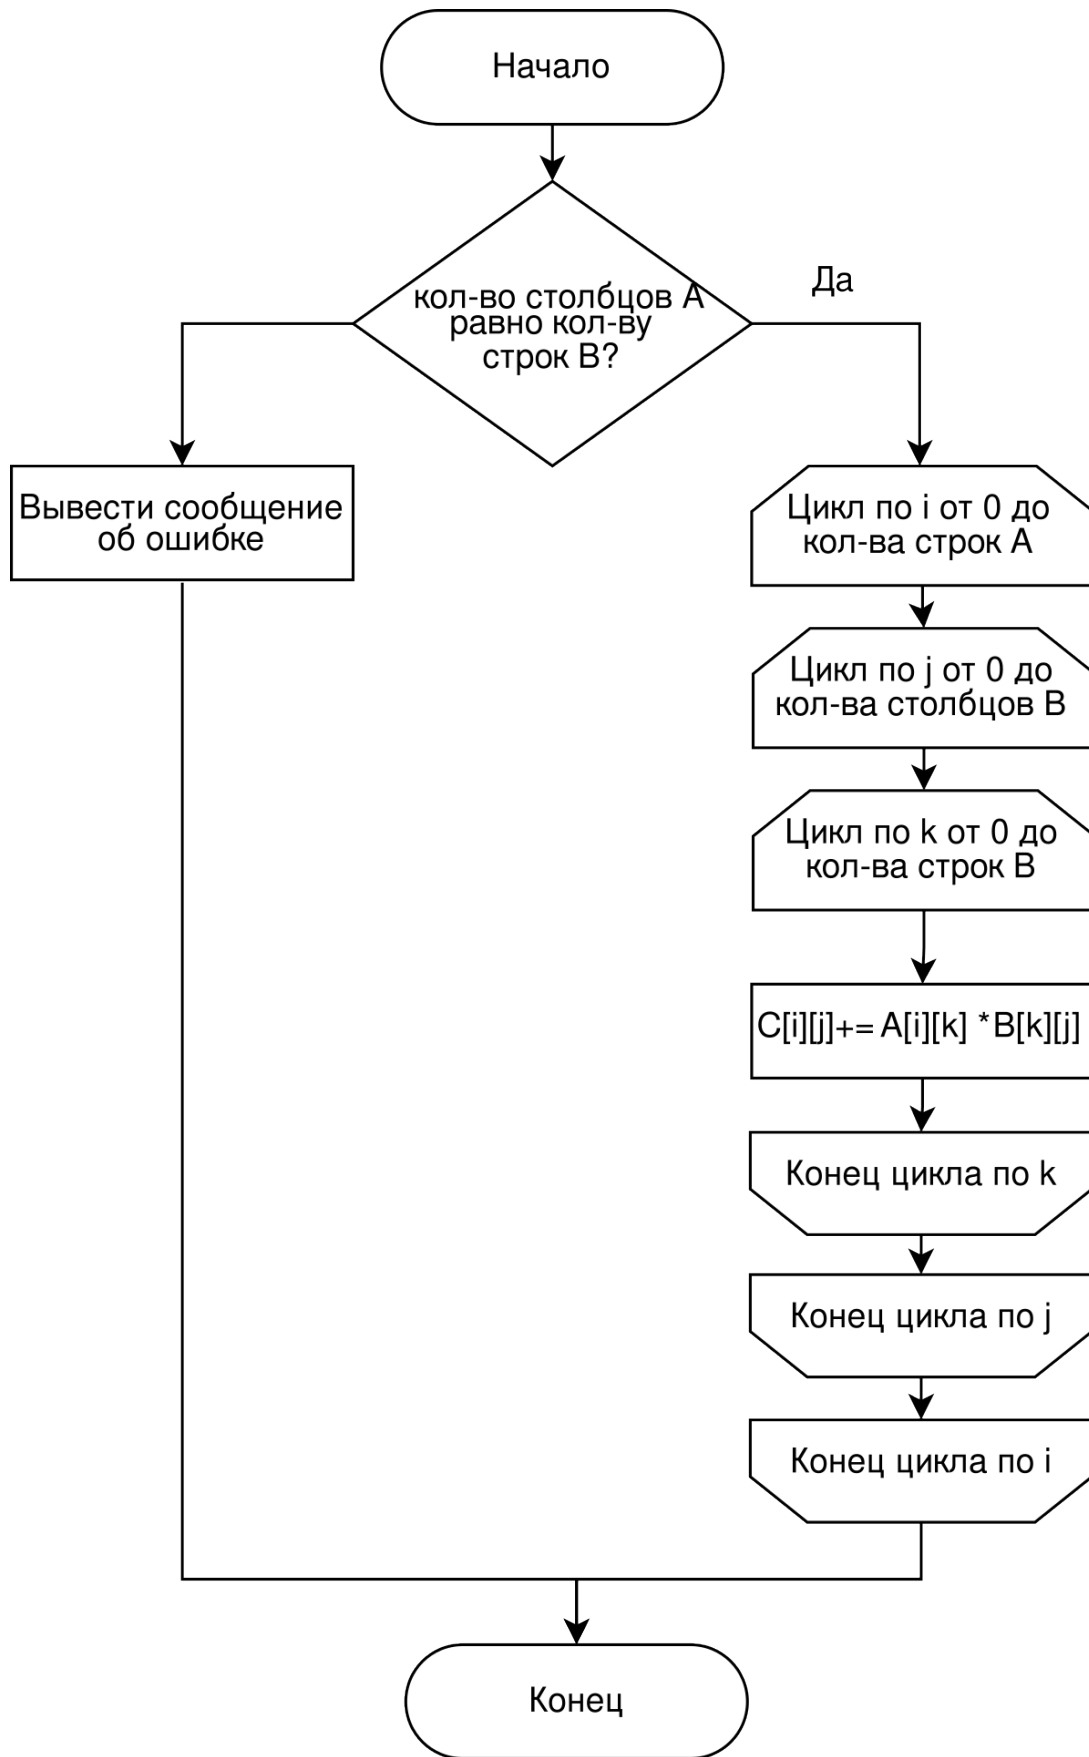 Начало
кол-во столбцов A
равно кол-ву
строк B?
Да
Вывести сообщение
об ошибке
Цикл по i от 0 до
кол-ва строк A
Цикл по j от 0 до
кол-ва столбцов B
Цикл по k от 0 до
кол-ва строк B
C[i][j]+= A[i][k] *B[k][j]
Конец цикла по k
Конец цикла по j
Конец цикла по i
Конец